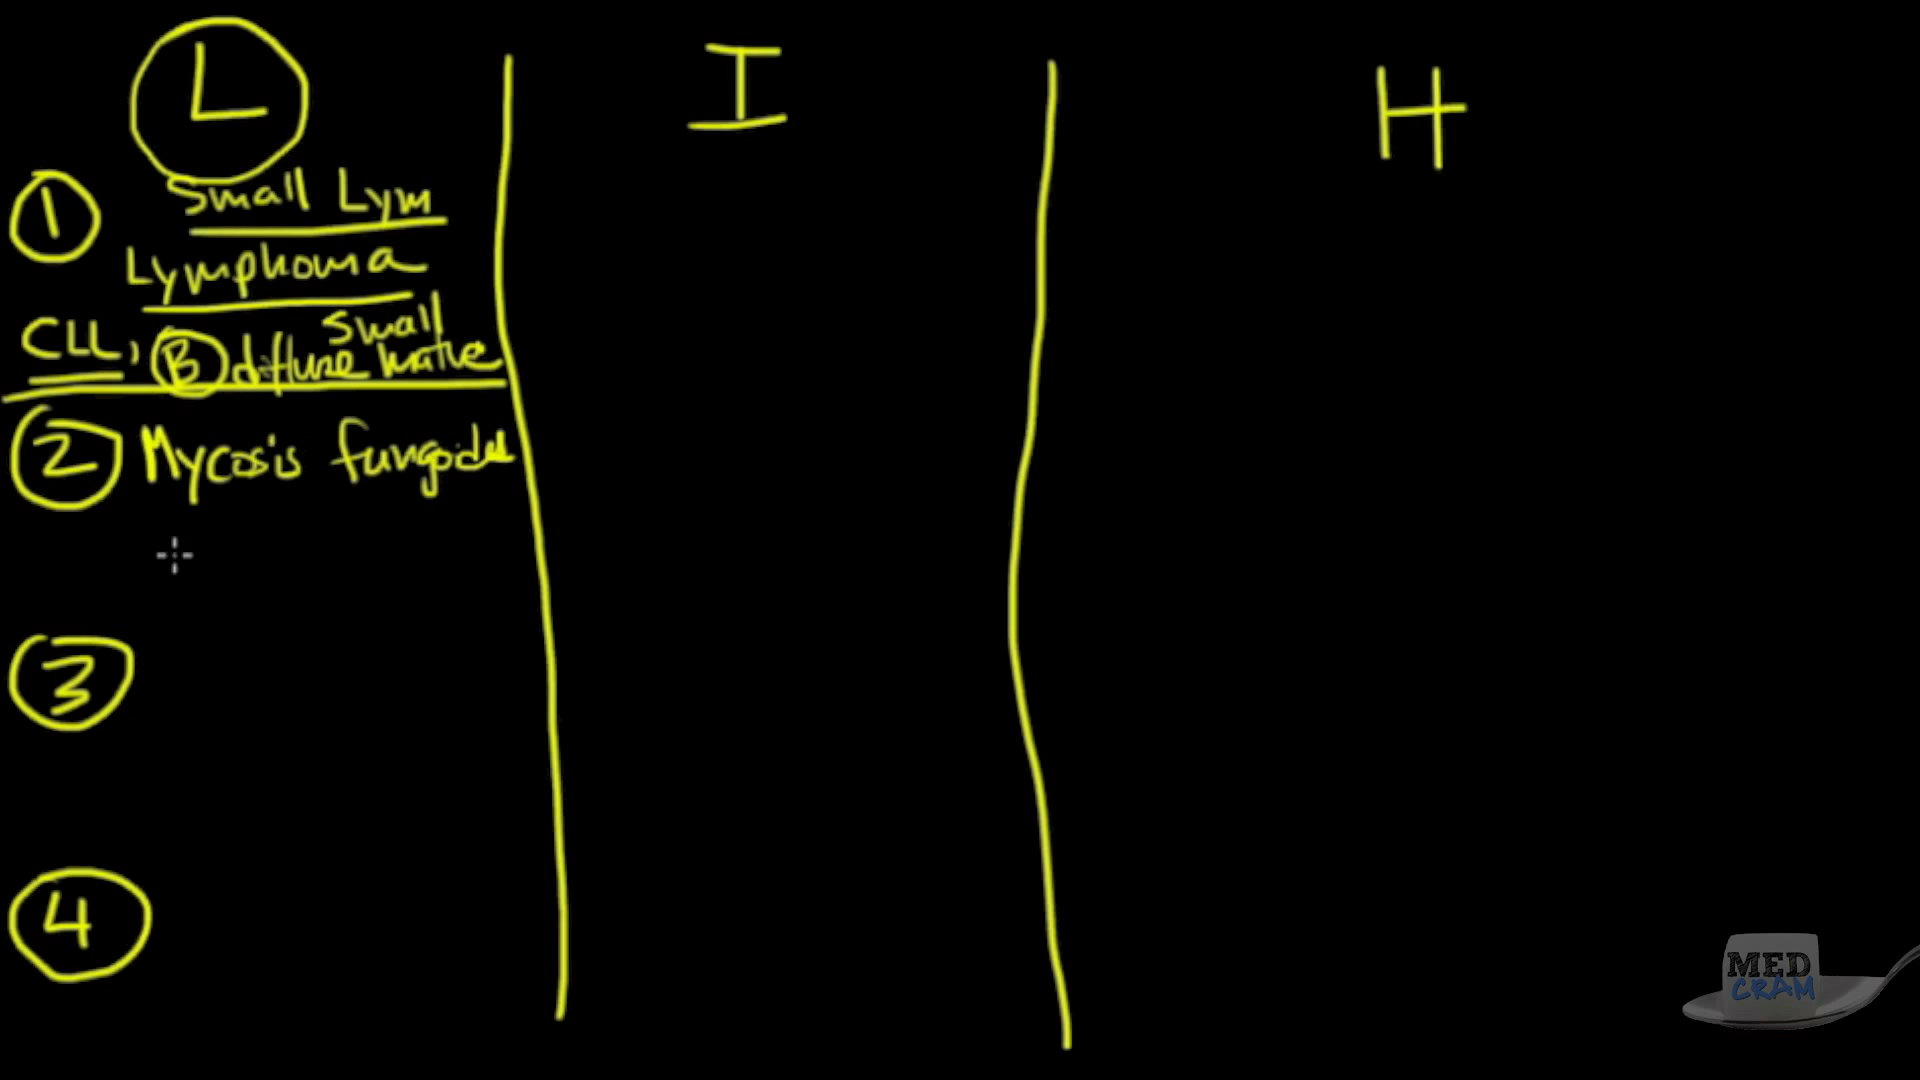 L I H
① Small Lym
Lymphoma
CLL, Ⓑ diffuse small
② Mycosis fungoides
③
④
MED
CRAM